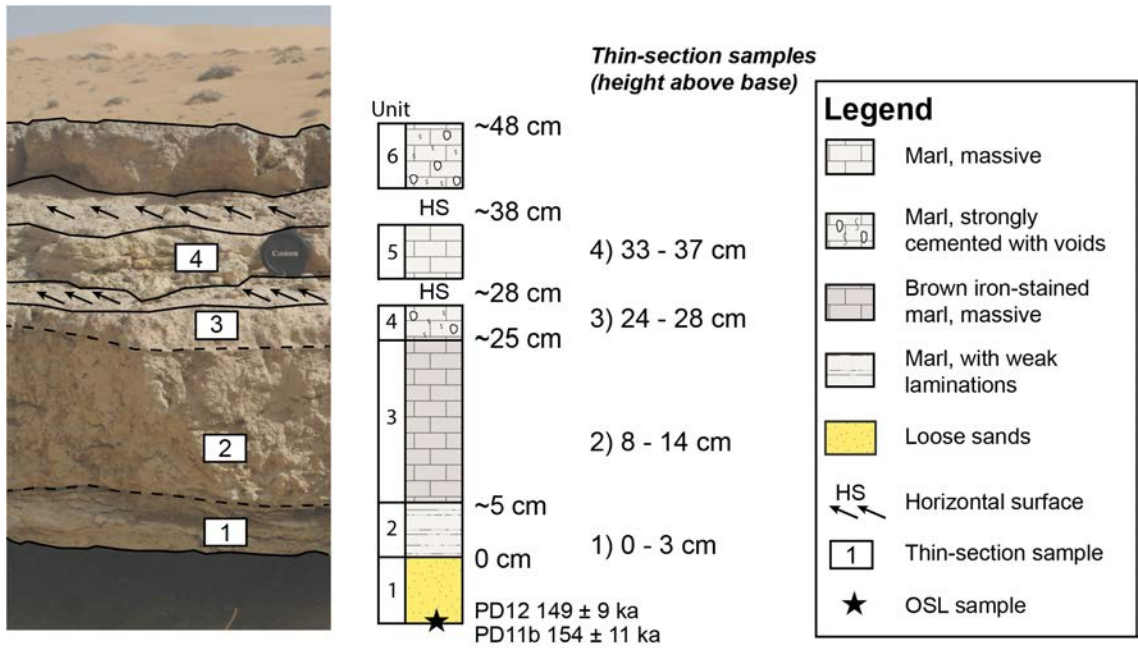 Thin-section samples
(height above base)
Unit
6
~48 cm
HS
~38 cm
5
4) 33 - 37 cm
HS
~28 cm
4
3) 24 - 28 cm
~25 cm
3
2) 8 - 14 cm
~5 cm
2
1) 0 - 3 cm
0 cm
1
PD12 149 ± 9 ka
PD11b 154 ± 11 ka
4
Canon
3
2
1
Legend
Marl, massive
Marl, strongly
cemented with voids
Brown iron-stained
marl, massive
Marl, with weak
laminations
Loose sands
HS
Horizontal surface
1
Thin-section sample
OSL sample